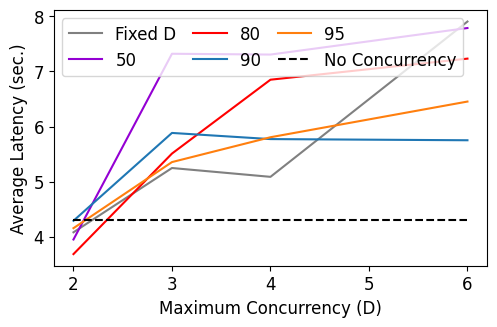 8
7
6
5
4
Average Latency (sec.)
Fixed D 80 95
50 90 No Concurrency
2 3 4 5 6
Maximum Concurrency (D)